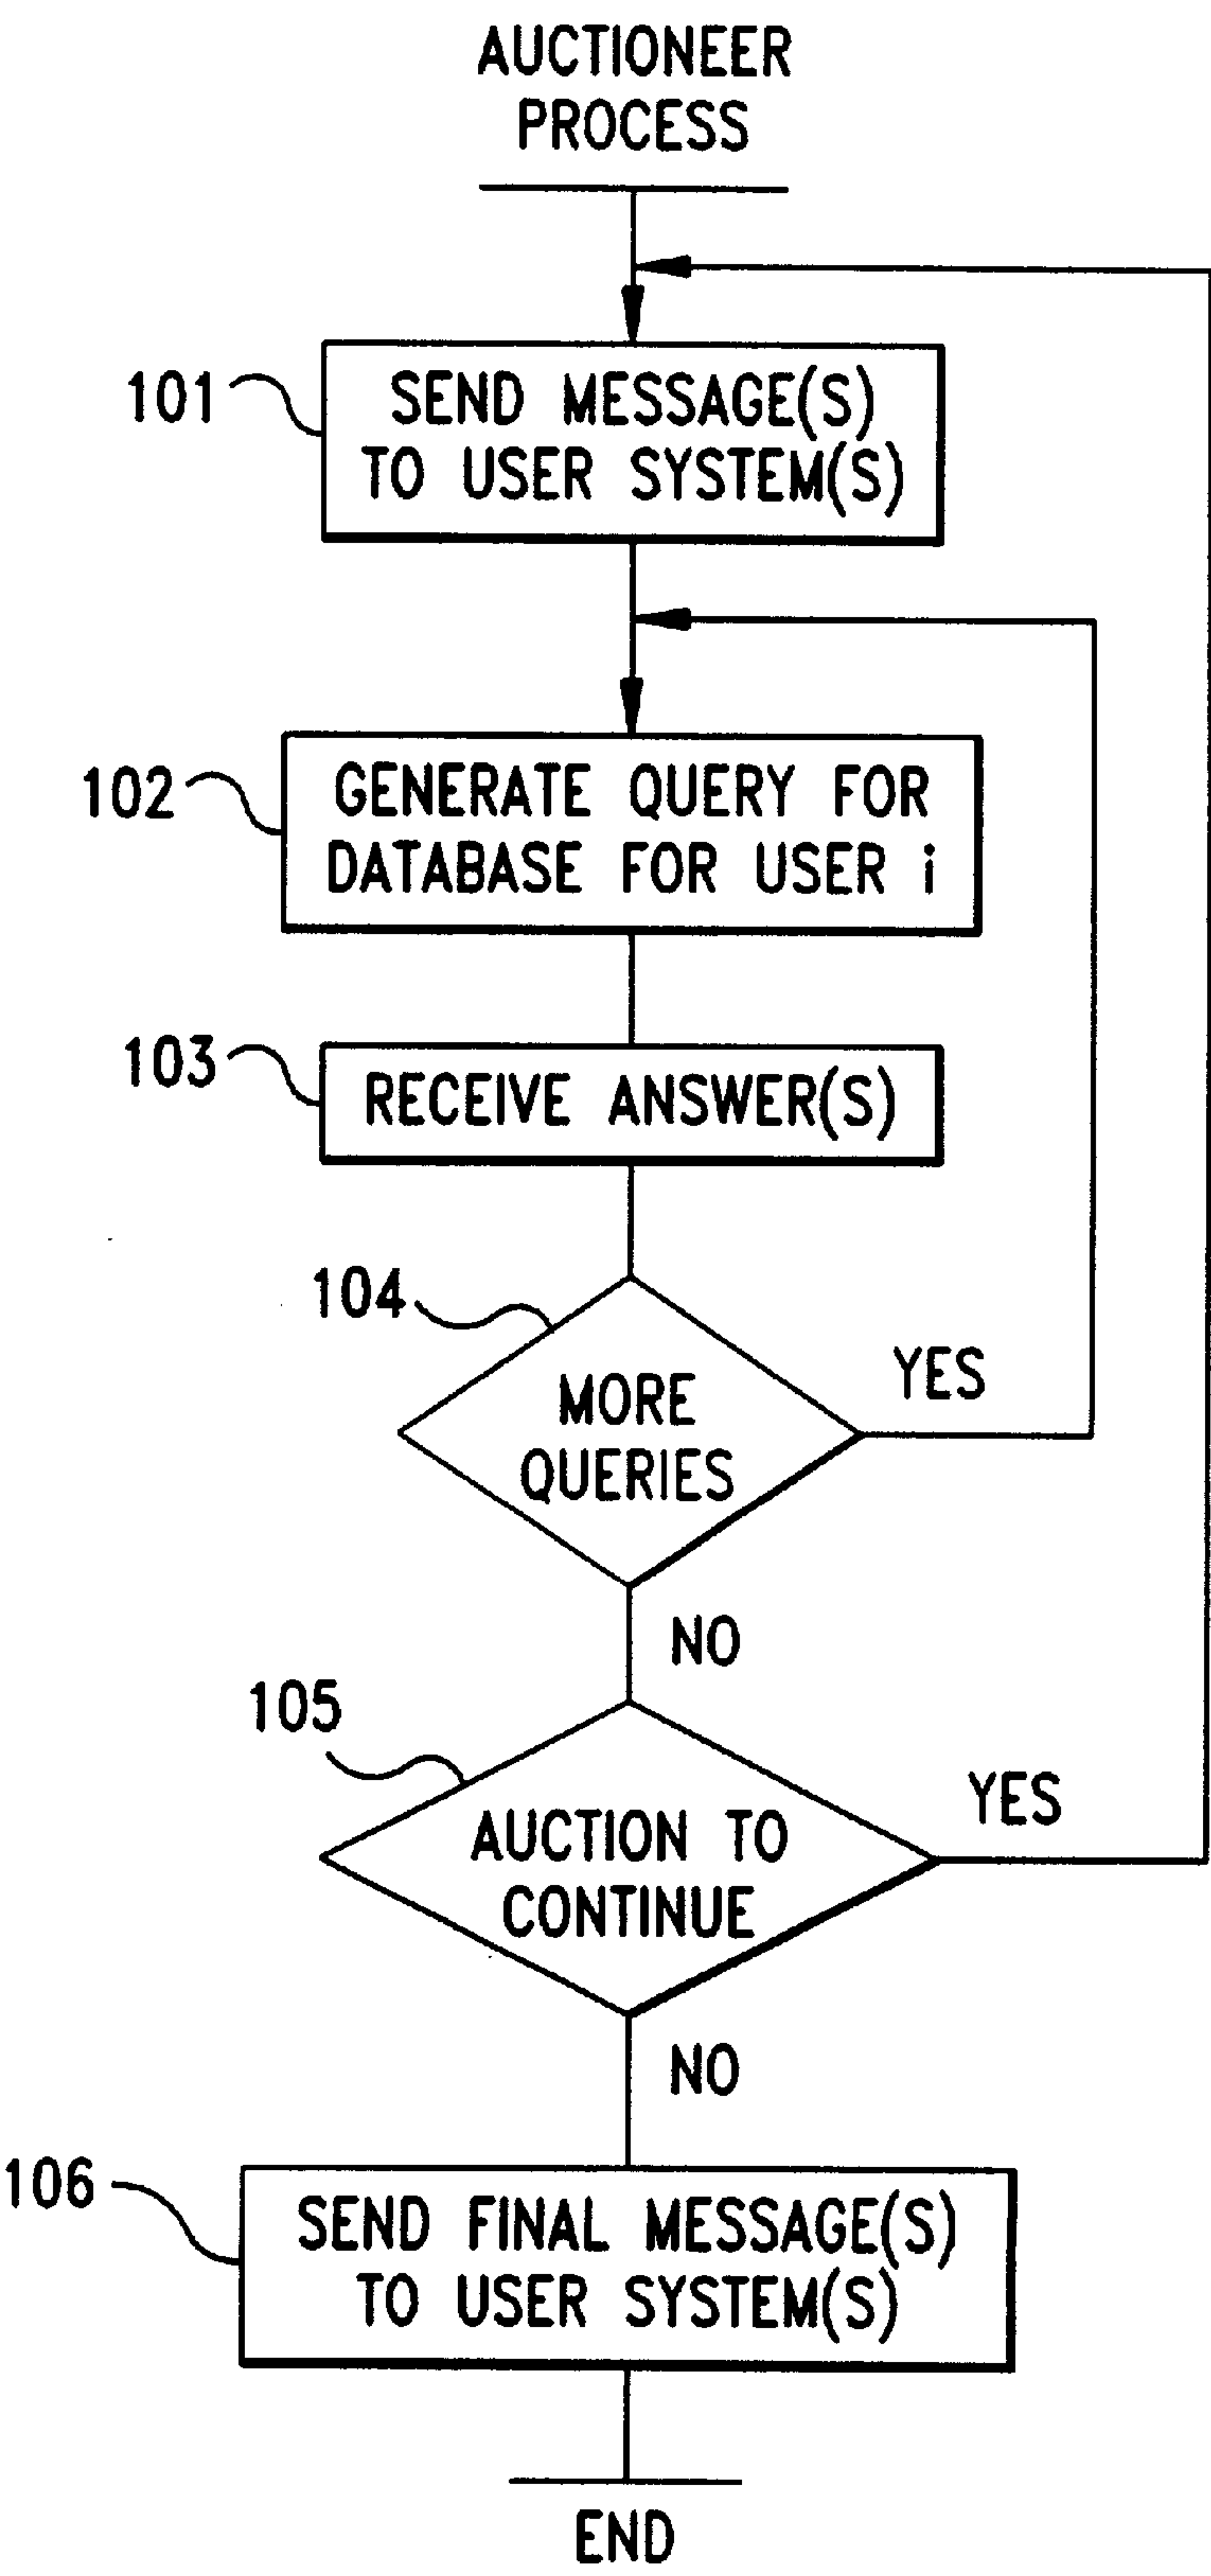 AUCTIONEER
PROCESS
101
SEND MESSAGE(S)
TO USER SYSTEM(S)
102
GENERATE QUERY FOR
DATABASE FOR USER i
103
RECEIVE ANSWER(S)
104
MORE
QUERIES
YES
NO
105
AUCTION TO
CONTINUE
YES
NO
106
SEND FINAL MESSAGE(S)
TO USER SYSTEM(S)
END